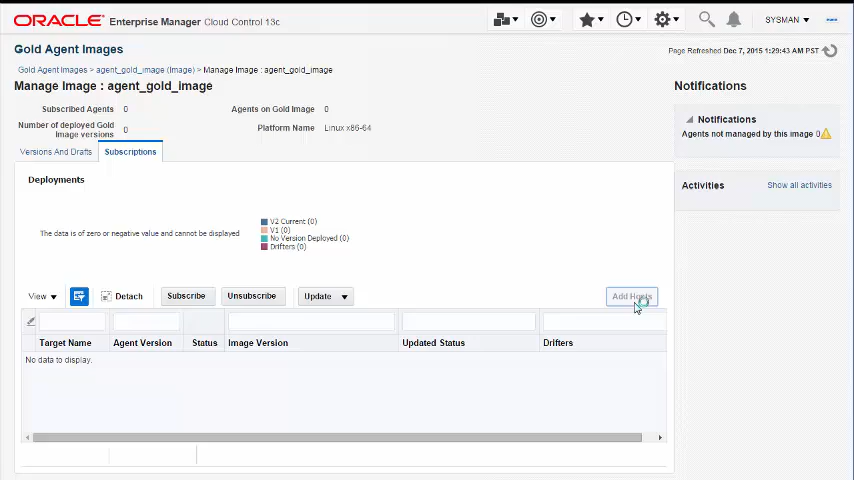 ORACLE Enterprise Manager Cloud Control 13c
SYSMAN
Gold Agent Images
Page Refreshed Dec 7, 2015 1:29:43 AM PST
Gold Agent Images > agent_gold_image (Image) > Manage Image : agent_gold_image
Manage Image : agent_gold_image
Subscribed Agents 0
Agents on Gold Image 0
Number of deployed Gold
Image versions 0
Platform Name Linux x86-64
Notifications
Notifications
Agents not managed by this image 0
Activities
Show all activities
Versions And Drafts
Subscriptions
Deployments
The data is of zero or negative value and cannot be displayed
V2 Current (0)
V1 (0)
No Version Deployed (0)
Drifters (0)
View
Detach
Subscribe
Unsubscribe
Update
Add Hosts
Target Name
Agent Version
Status
Image Version
Updated Status
Drifters
No data to display.